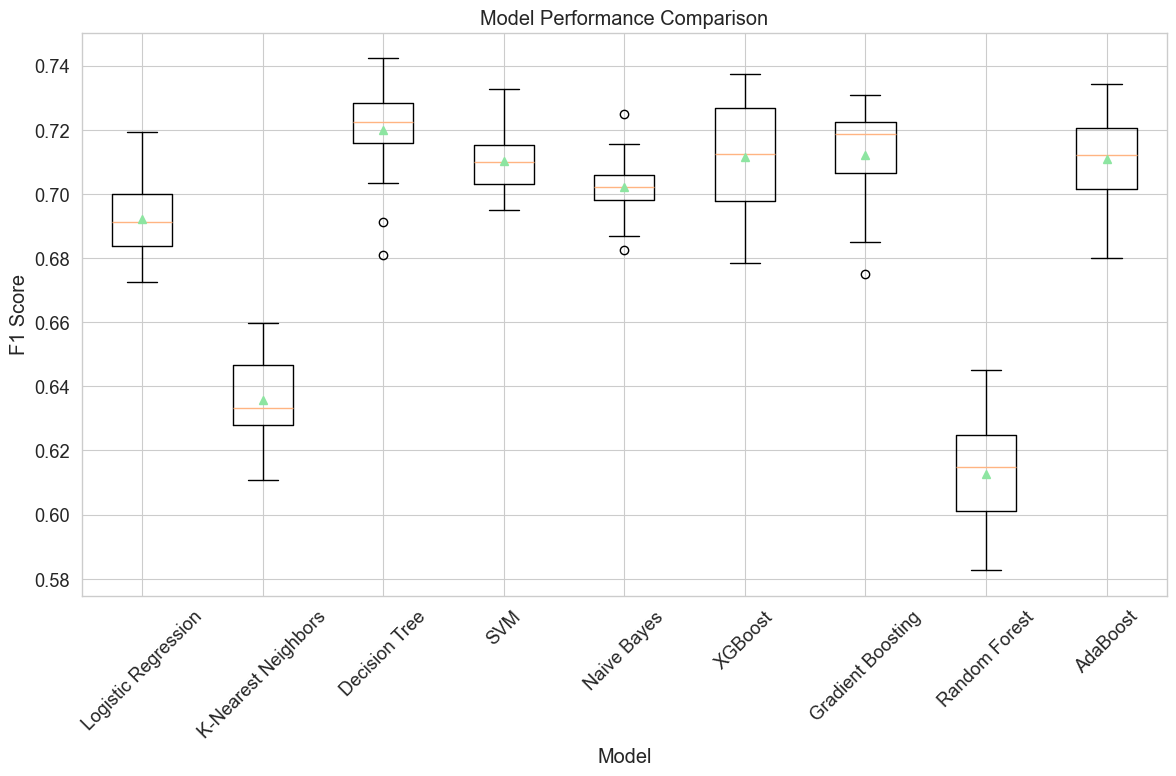 Model Performance Comparison
F1 Score
0.74
0.72
0.70
0.68
0.66
0.64
0.62
0.60
0.58
Logistic Regression
K-Nearest Neighbors
Decision Tree
SVM
Naive Bayes
XGBoost
Gradient Boosting
Random Forest
AdaBoost
Model